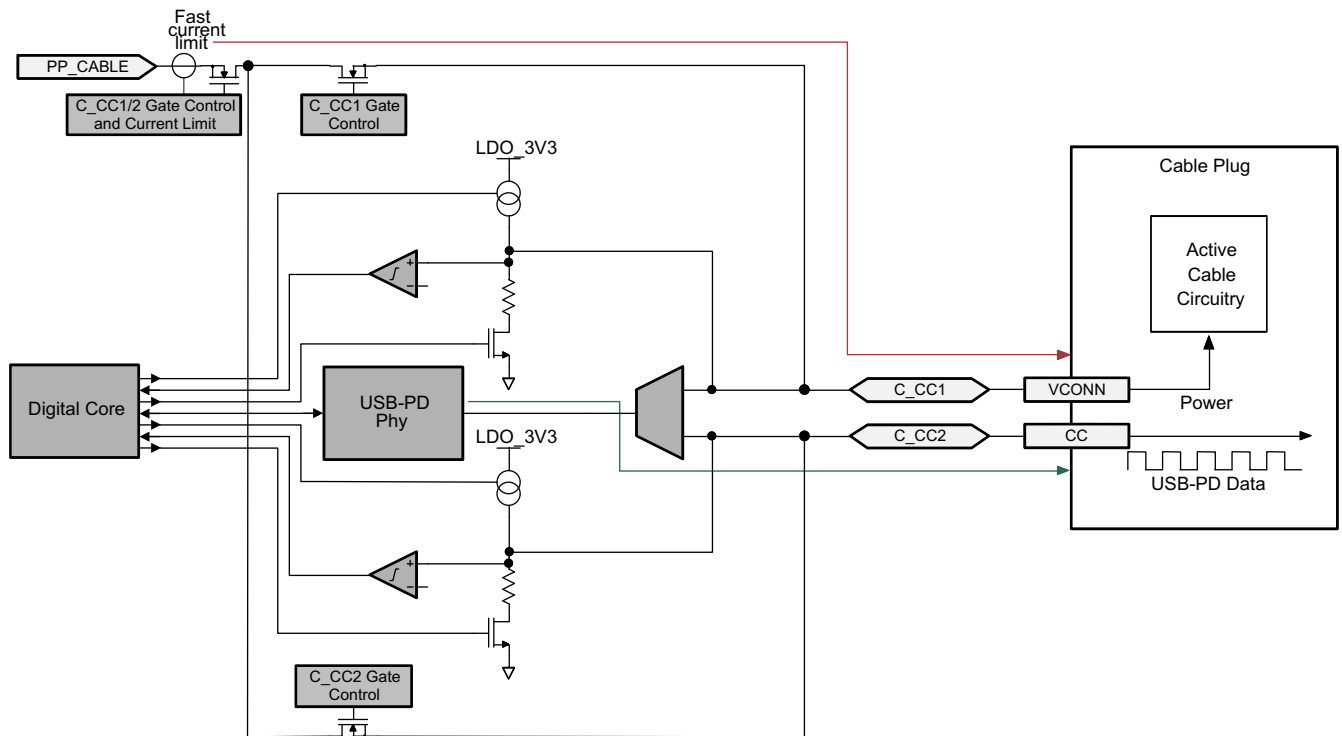 Fast
current
limit
PP_CABLE
C_CC1/2 Gate Control
and Current Limit
C_CC1 Gate
Control
LDO_3V3
Cable Plug
Active
Cable
Circuitry
Digital Core
USB-PD
Phy
C_CC1
VCONN
Power
LDO_3V3
C_CC2
CC
USB-PD Data
C_CC2 Gate
Control